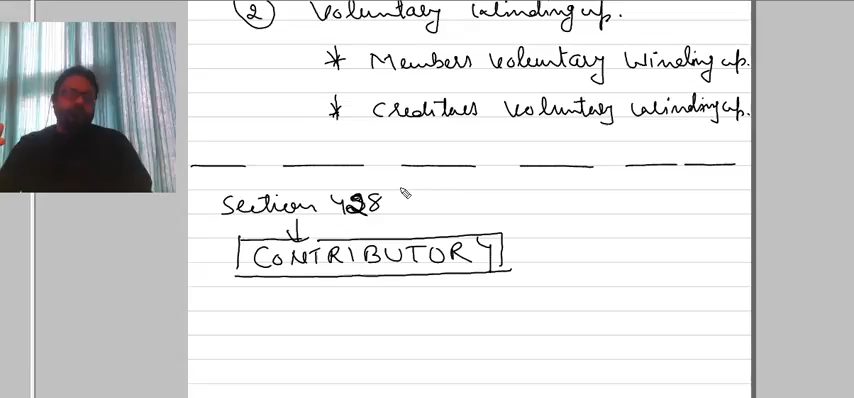 ② Voluntary Winding up.
* Members Voluntary Winding up.
* Creditors Voluntary Winding up.
Section 428
CONTRIBUTORY